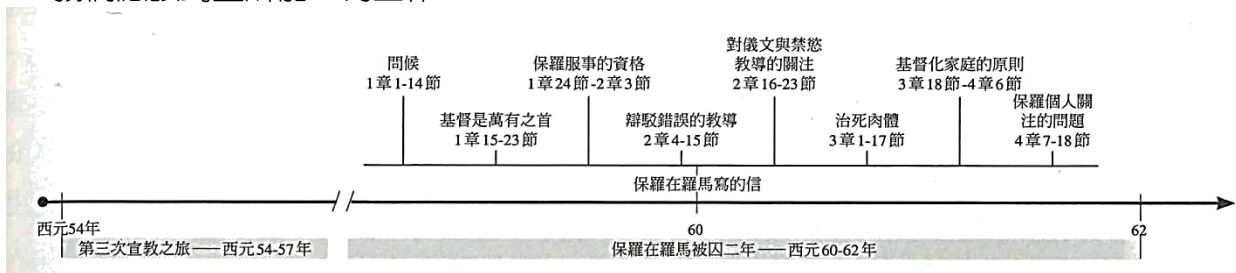 問候
1章1-14節
基督是萬有之首
1章15-23節
保羅服事的資格
1章24節-2章3節
辯駁錯誤的教導
2章4-15節
對儀文與禁慾
教導的關注
2章16-23節
治死肉體
3章1-17節
基督化家庭的原則
3章18節-4章6節
保羅個人關
注的問題
4章7-18節
保羅在羅馬寫的信
西元54年
60
62
第三次宣教之旅——西元54-57年
保羅在羅馬被囚二年——西元60-62年